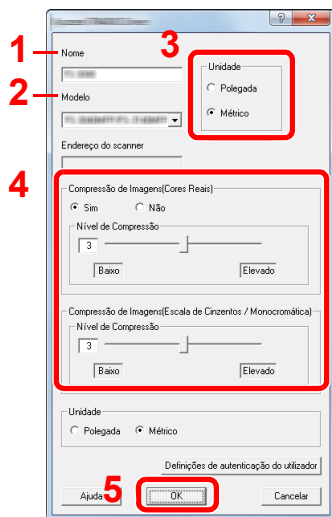 1
Nome
2
Modelo
3
Unidade
Polegada
Métrico
Endereço do scanner
4
Compressão de Imagens(Cores Reais)
Sim Não
Nível de Compressão
3
Baixo Elevado
Compressão de Imagens(Escala de Cinzentos / Monocromática)
Nível de Compressão
3
Baixo Elevado
Unidade
Polegada Métrico
Definições de autenticação do utilizador
Ajuda 5 OK Cancelar